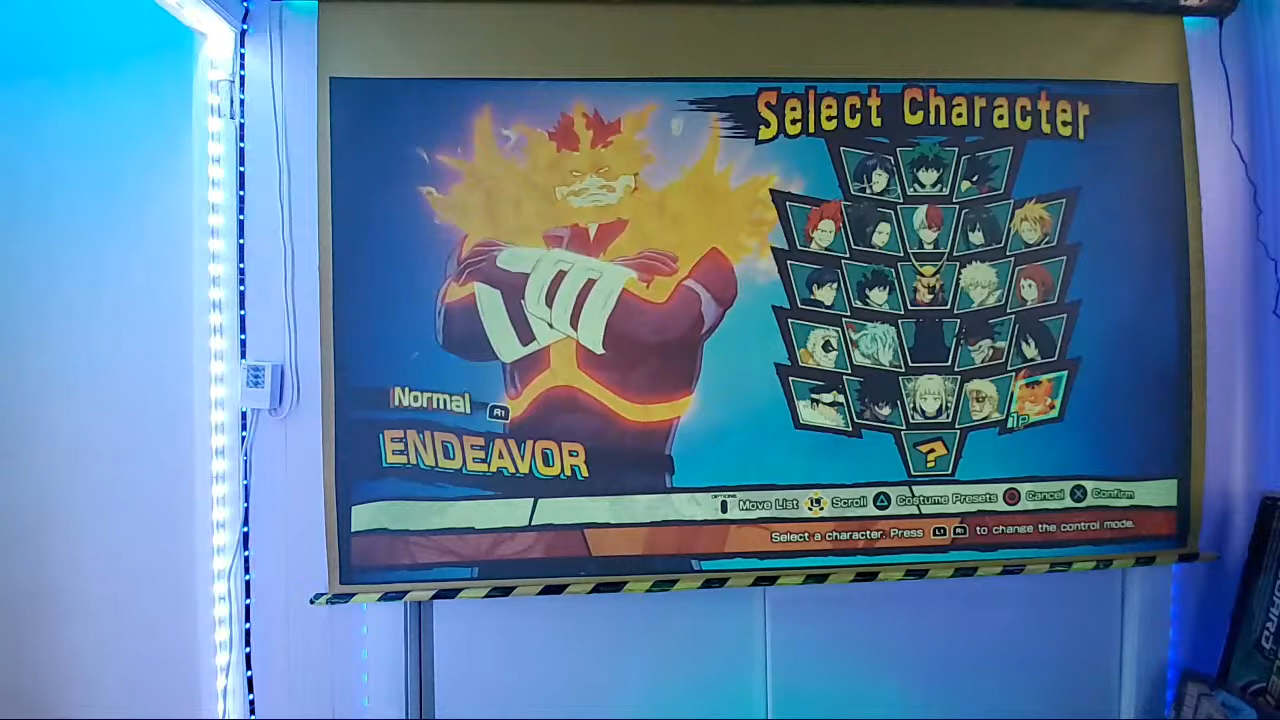 Select Character
Normal R1
ENDEAVOR
1P
?
OPTIONS Move List L Scroll Costume Presets Cancel Confirm
Select a character. Press L1 R1 to change the control mode.